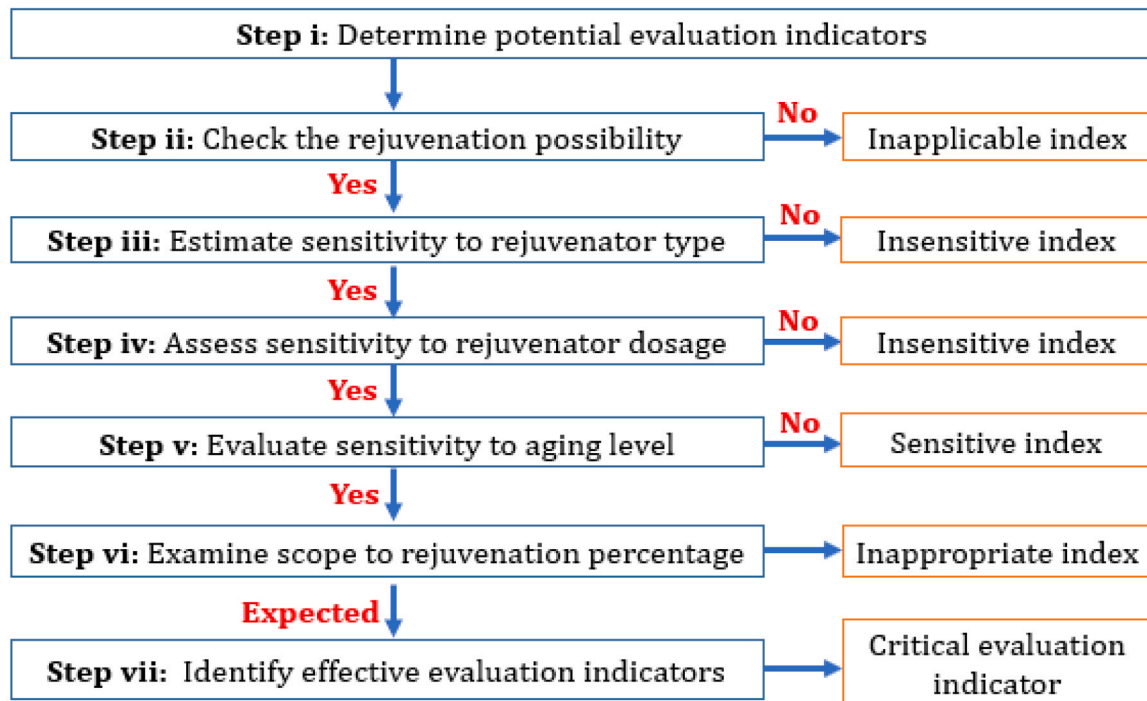 Step i: Determine potential evaluation indicators
No
Step ii: Check the rejuvenation possibility
Inapplicable index
Yes
No
Step iii: Estimate sensitivity to rejuvenator type
Insensitive index
Yes
No
Step iv: Assess sensitivity to rejuvenator dosage
Insensitive index
Yes
No
Step v: Evaluate sensitivity to aging level
Sensitive index
Yes
Step vi: Examine scope to rejuvenation percentage
Inappropriate index
Expected
Step vii: Identify effective evaluation indicators
Critical evaluation
indicator